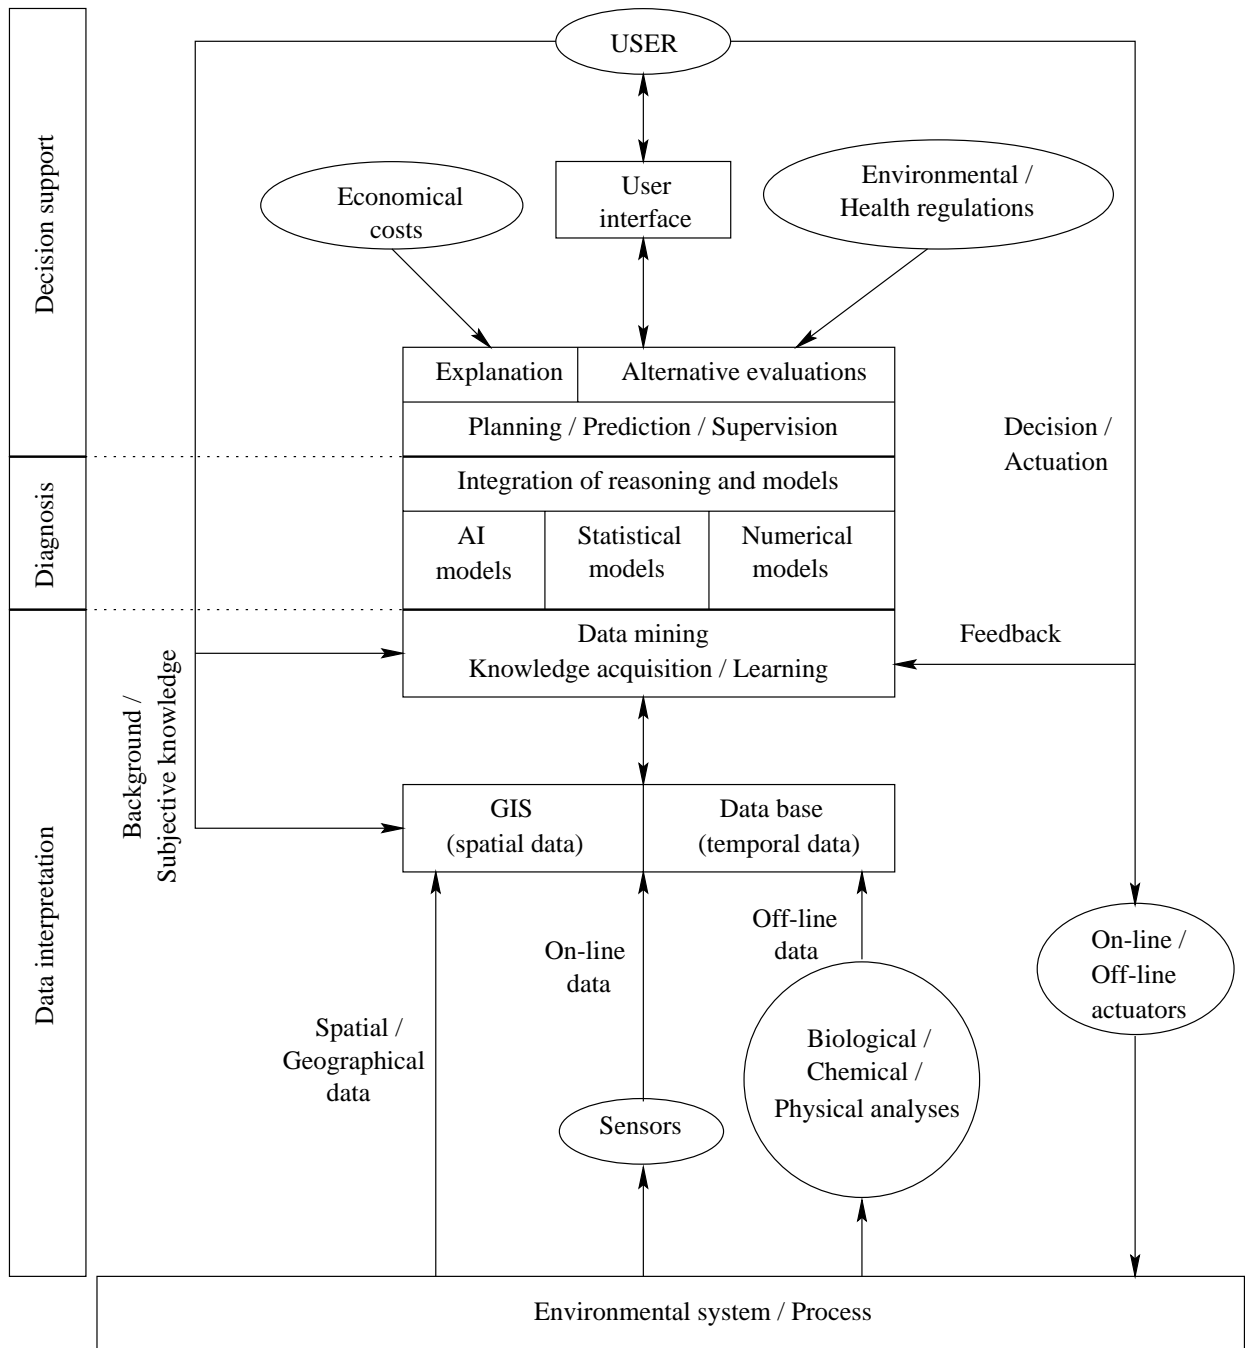 USER
Decision support
Economical
costs
User
interface
Environmental /
Health regulations
Explanation
Alternative evaluations
Planning / Prediction / Supervision
Decision /
Actuation
Diagnosis
Integration of reasoning and models
AI
models
Statistical
models
Numerical
models
Data mining
Knowledge acquisition / Learning
Feedback
Background /
Subjective knowledge
Data interpretation
GIS
(spatial data)
Data base
(temporal data)
Spatial /
Geographical
data
On-line
data
Off-line
data
Sensors
Biological /
Chemical /
Physical analyses
On-line /
Off-line
actuators
Environmental system / Process